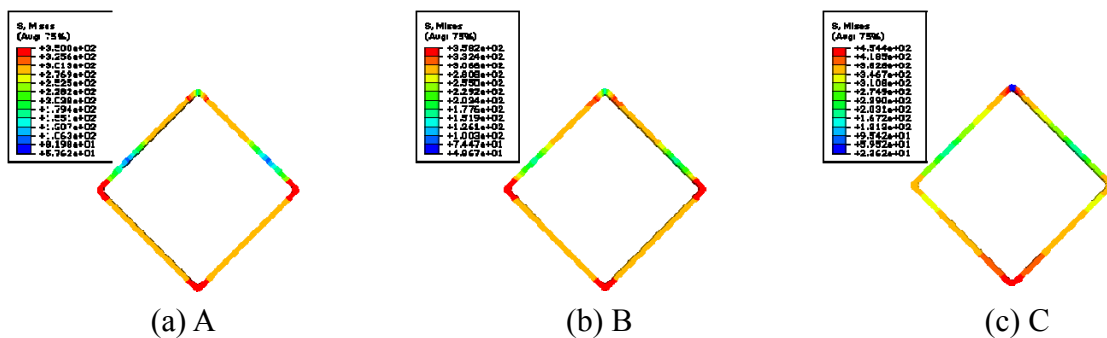 S, Mises
(Avg: 75%)
+3.500e+02
+3.256e+02
+3.013e+02
+2.769e+02
+2.525e+02
+2.282e+02
+2.038e+02
+1.794e+02
+1.551e+02
+1.307e+02
+1.063e+02
+8.198e+01
+5.762e+01
(a) A
S, Mises
(Avg: 75%)
+3.582e+02
+3.324e+02
+3.066e+02
+2.808e+02
+2.550e+02
+2.292e+02
+2.034e+02
+1.776e+02
+1.519e+02
+1.261e+02
+1.003e+02
+7.447e+01
+4.867e+01
(b) B
S, Mises
(Avg: 75%)
+4.544e+02
+4.185e+02
+3.826e+02
+3.467e+02
+3.108e+02
+2.749e+02
+2.390e+02
+2.031e+02
+1.672e+02
+1.313e+02
+9.542e+01
+5.952e+01
+2.362e+01
(c) C